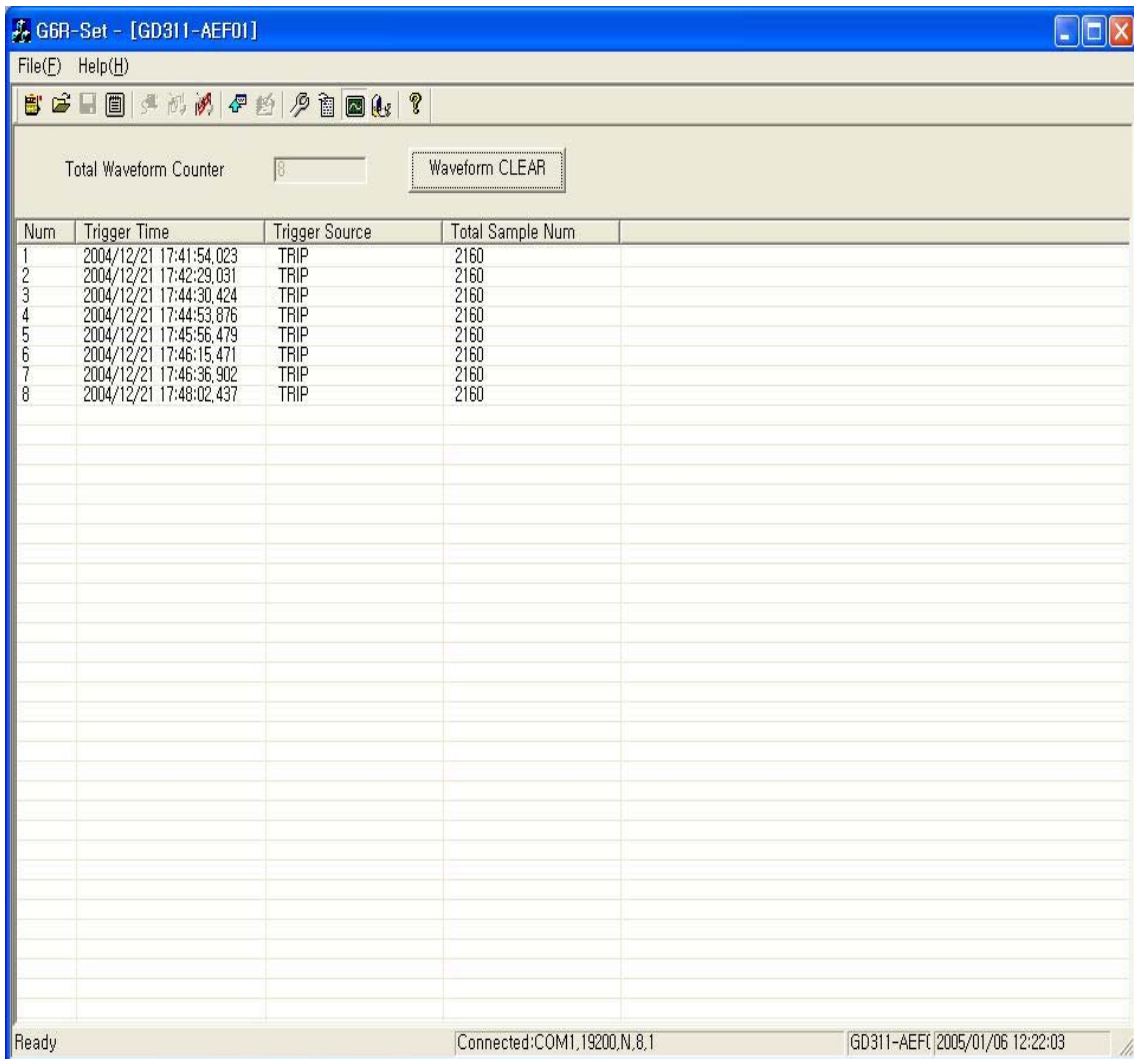 G6R-Set - [GD311-AEF01]
File(F) Help(H)
Total Waveform Counter 8 Waveform CLEAR
Num Trigger Time Trigger Source Total Sample Num
1 2004/12/21 17:41:54,023 TRIP 2160
2 2004/12/21 17:42:29,031 TRIP 2160
3 2004/12/21 17:44:30,424 TRIP 2160
4 2004/12/21 17:44:53,876 TRIP 2160
5 2004/12/21 17:45:56,479 TRIP 2160
6 2004/12/21 17:46:15,471 TRIP 2160
7 2004/12/21 17:46:36,902 TRIP 2160
8 2004/12/21 17:48:02,437 TRIP 2160
Ready Connected:COM1,19200,N,8,1 GD311-AEF( 2005/01/06 12:22:03